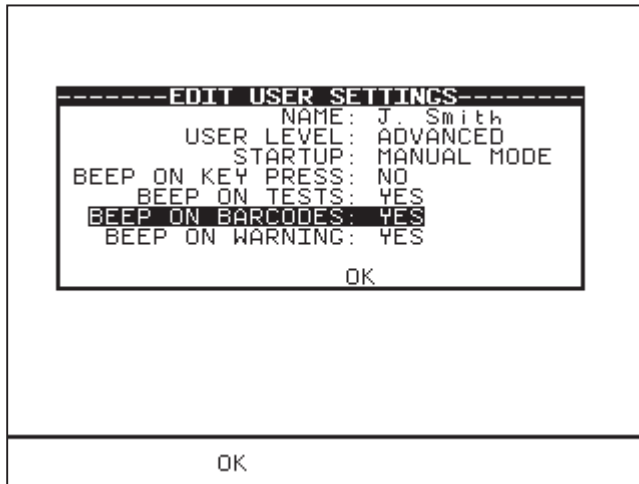 -------EDIT USER SETTINGS--------
NAME: J. Smith
USER LEVEL: ADVANCED
STARTUP: MANUAL MODE
BEEP ON KEY PRESS: NO
BEEP ON TESTS: YES
BEEP ON BARCODES: YES
BEEP ON WARNING: YES
OK
OK